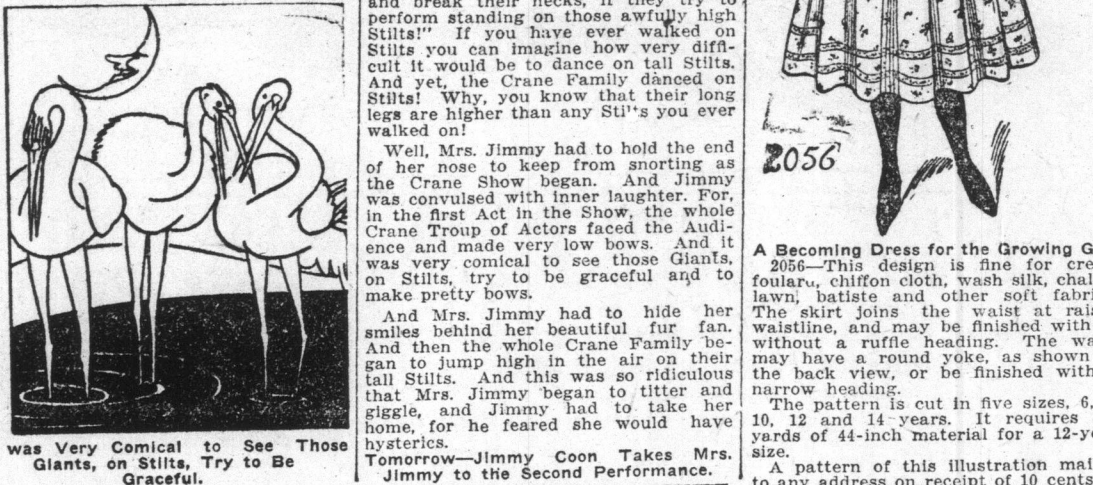 was Very Comical to See Those
Giants, on Stilts, Try to Be
Graceful.
and break their necks, if they try to
perform standing on those awfully high
Stilts!" If you have ever walked on
Stilts you can imagine how very diffi-
cult it would be to dance on tall Stilts.
And yet, the Crane Family danced on
Stilts! Why, you know that their long
legs are higher than any Stilts you ever
walked on!
Well, Mrs. Jimmy had to hold the end
of her nose to keep from snorting as
the Crane Show began. And Jimmy
was convulsed with inner laughter. For,
in the first Act in the Show, the whole
Crane Troup of Actors faced the Audi-
ence and made very low bows. And it
was very comical to see those Giants,
on Stilts, try to be graceful and to
make pretty bows.
And Mrs. Jimmy had to hide her
smiles behind her beautiful fur fan.
And then the whole Crane Family be-
gan to jump high in the air on their
tall Stilts. And this was so ridiculous
that Mrs. Jimmy began to titter and
giggle, and Jimmy had to take her
home, for he feared she would have
hysterics.
Tomorrow—Jimmy Coon Takes Mrs.
Jimmy to the Second Performance.
2056
A Becoming Dress for the Growing G
2056—This design is fine for cre
foulard, chiffon cloth, wash silk, chal
lawn, batiste and other soft fabri
The skirt joins the waist at rais
waistline, and may be finished with
without a ruffle heading. The wa
may have a round yoke, as shown
the back view, or be finished with
narrow heading.
The pattern is cut in five sizes, 6,
10, 12 and 14 years. It requires
yards of 44-inch material for a 12-ye
size.
A pattern of this illustration mai
to any address on receipt of 10 cents